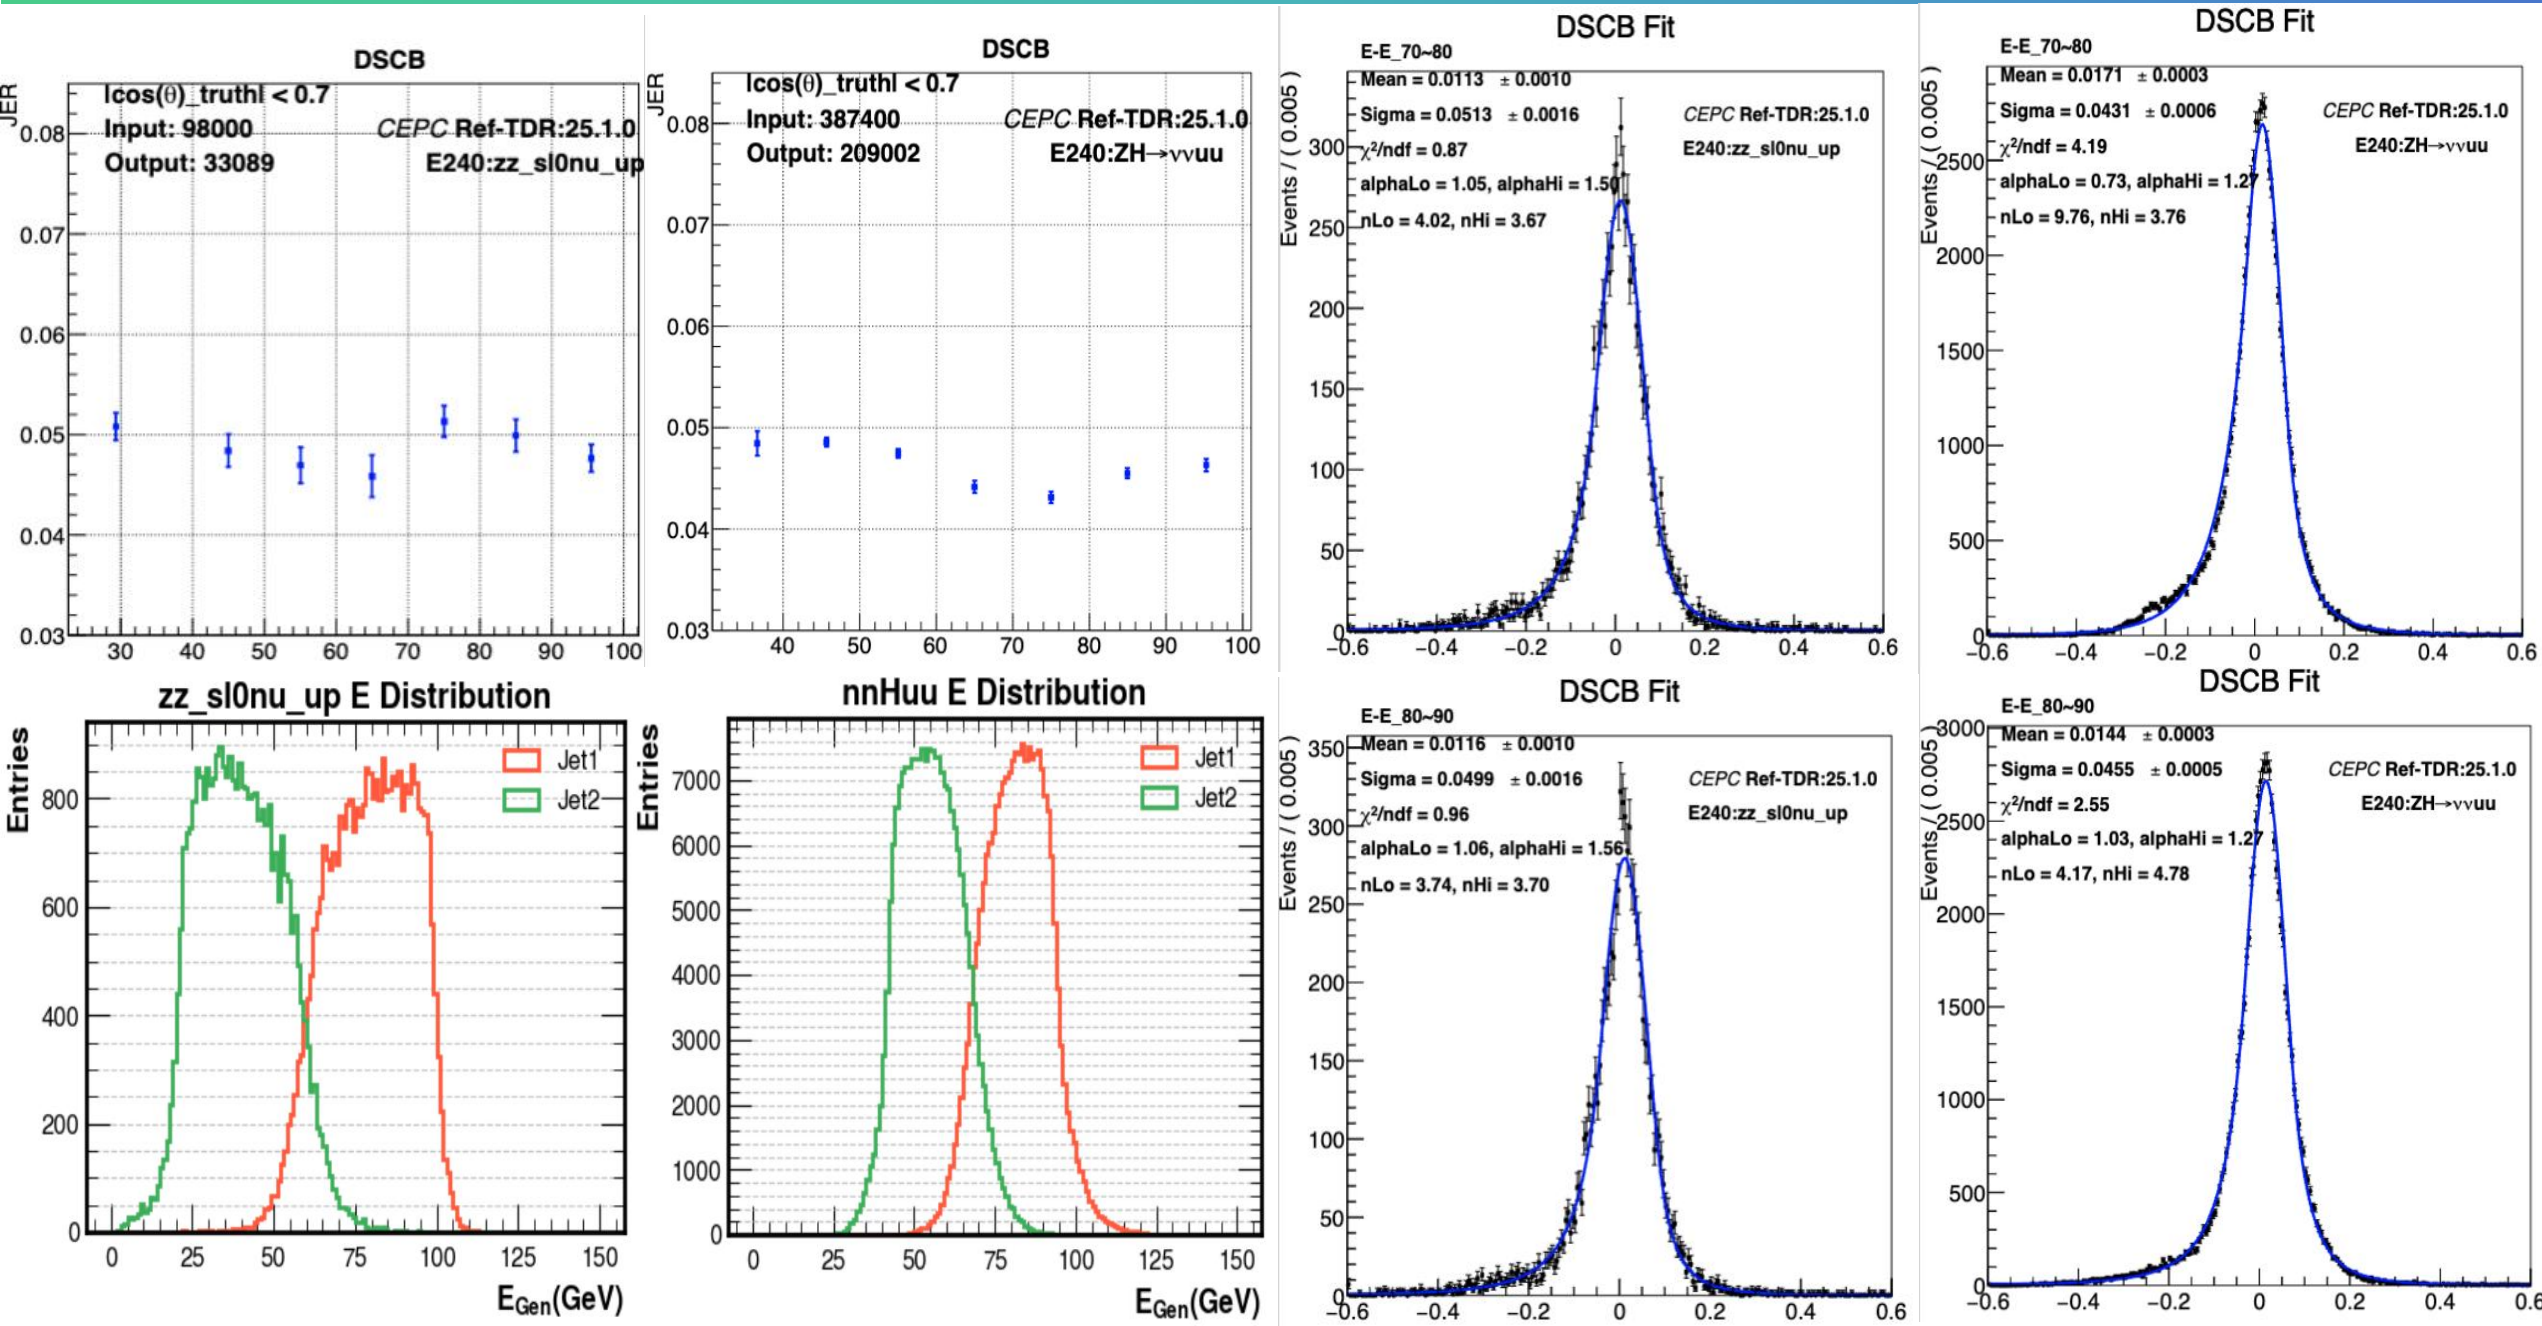 DSCB
JER
|cos(θ)_truth| < 0.7
Input: 98000
CEPC Ref-TDR:25.1.0
Output: 33089
E240:zz_sl0nu_up
0.08
0.07
0.06
0.05
0.04
0.03
30 40 50 60 70 80 90 100
DSCB
JER
|cos(θ)_truth| < 0.7
Input: 387400
CEPC Ref-TDR:25.1.0
Output: 209002
E240:ZH→ννuu
0.08
0.07
0.06
0.05
0.04
0.03
40 50 60 70 80 90 100
DSCB Fit
E-E_70~80
Mean = 0.0113 ± 0.0010
Sigma = 0.0513 ± 0.0016
CEPC Ref-TDR:25.1.0
χ²/ndf = 0.87
E240:zz_sl0nu_up
alphaLo = 1.05, alphaHi = 1.50
nLo = 4.02, nHi = 3.67
Events / ( 0.005 )
300
250
200
150
100
50
0
−0.6 −0.4 −0.2 0 0.2 0.4 0.6
DSCB Fit
E-E_70~80
Mean = 0.0171 ± 0.0003
Sigma = 0.0431 ± 0.0006
CEPC Ref-TDR:25.1.0
χ²/ndf = 4.19
E240:ZH→ννuu
alphaLo = 0.73, alphaHi = 1.27
nLo = 9.76, nHi = 3.76
Events / ( 0.005 )
2500
2000
1500
1000
500
0
−0.6 −0.4 −0.2 0 0.2 0.4 0.6
zz_sl0nu_up E Distribution
Entries
Jet1
Jet2
800
600
400
200
0
0 25 50 75 100 125 150
EGen(GeV)
nnHuu E Distribution
Entries
Jet1
Jet2
7000
6000
5000
4000
3000
2000
1000
0
0 25 50 75 100 125 150
EGen(GeV)
DSCB Fit
E-E_80~90
Mean = 0.0116 ± 0.0010
Sigma = 0.0499 ± 0.0016
CEPC Ref-TDR:25.1.0
χ²/ndf = 0.96
E240:zz_sl0nu_up
alphaLo = 1.06, alphaHi = 1.56
nLo = 3.74, nHi = 3.70
Events / ( 0.005 )
350
300
250
200
150
100
50
0
−0.6 −0.4 −0.2 0 0.2 0.4 0.6
DSCB Fit
E-E_80~90
Mean = 0.0144 ± 0.0003
Sigma = 0.0455 ± 0.0005
CEPC Ref-TDR:25.1.0
χ²/ndf = 2.55
E240:ZH→ννuu
alphaLo = 1.03, alphaHi = 1.27
nLo = 4.17, nHi = 4.78
Events / ( 0.005 )
3000
2500
2000
1500
1000
500
0
−0.6 −0.4 −0.2 0 0.2 0.4 0.6